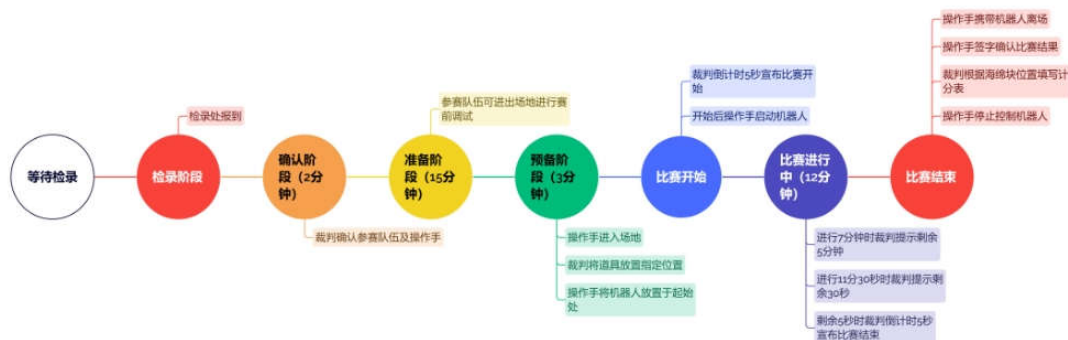 等待检录
检录处报到
检录阶段
确认阶
段（2分
钟）
裁判确认参赛队伍及操作手
参赛队伍可进出场地进行赛
前调试
准备阶
段（15分
钟）
预备阶
段（3分
钟）
操作手进入场地
裁判将道具放置指定位置
操作手将机器人放置于起始
处
裁判倒计时5秒宣布比赛开
始
开始后操作手启动机器人
比赛开始
比赛进行
中（12分
钟）
进行7分钟时裁判提示剩余
5分钟
进行11分30秒时裁判提示剩
余30秒
剩余5秒时裁判倒计时5秒
宣布比赛结束
操作手携带机器人离场
操作手签字确认比赛结果
裁判根据海绵块位置填写计
分表
操作手停止控制机器人
比赛结束